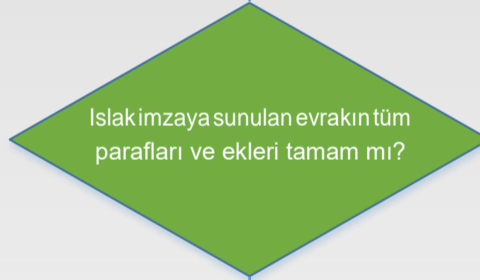 Islak imzaya sunulan evrakın tüm
parafları ve ekleri tamam mı?